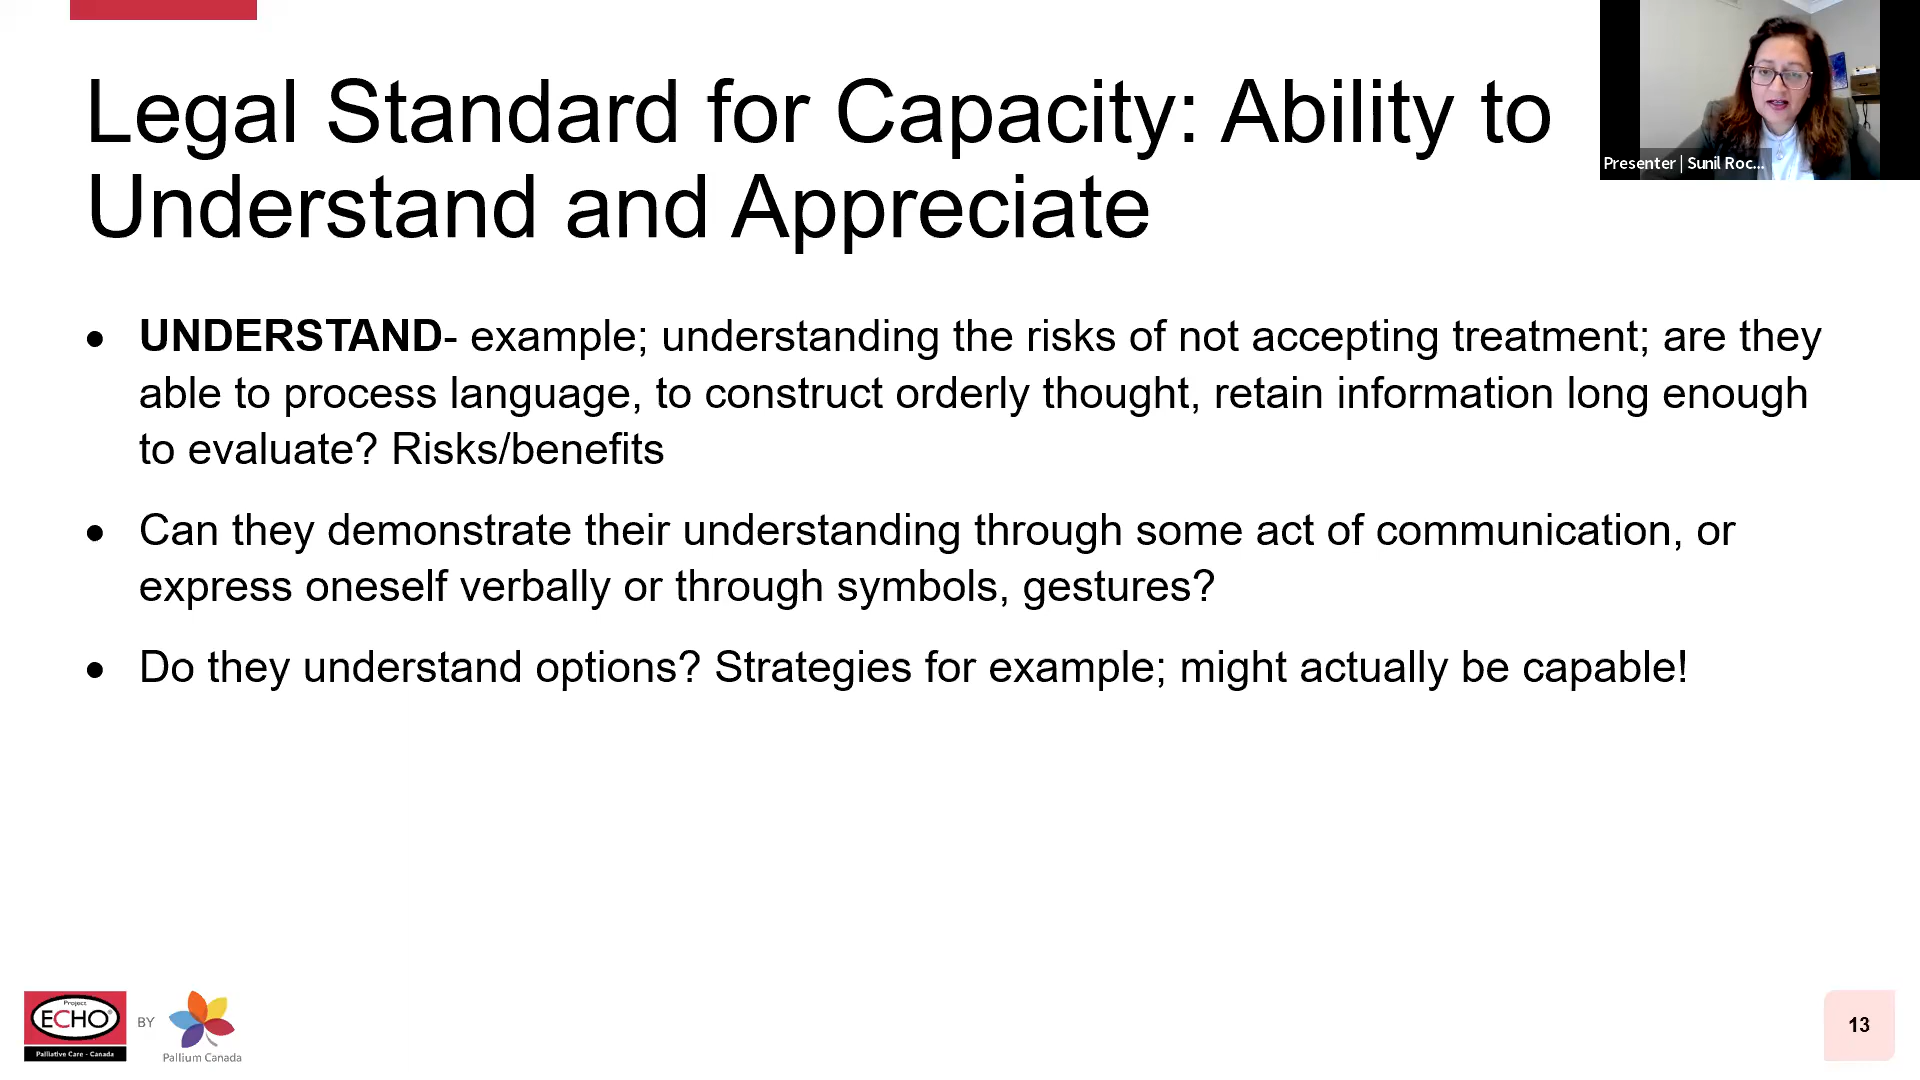 Legal Standard for Capacity: Ability to
Understand and Appreciate
Presenter | Sunil Roc...
• UNDERSTAND- example; understanding the risks of not accepting treatment; are they
able to process language, to construct orderly thought, retain information long enough
to evaluate? Risks/benefits
• Can they demonstrate their understanding through some act of communication, or
express oneself verbally or through symbols, gestures?
• Do they understand options? Strategies for example; might actually be capable!
Project
ECHO®
Palliative Care - Canada
BY
Pallium Canada
13